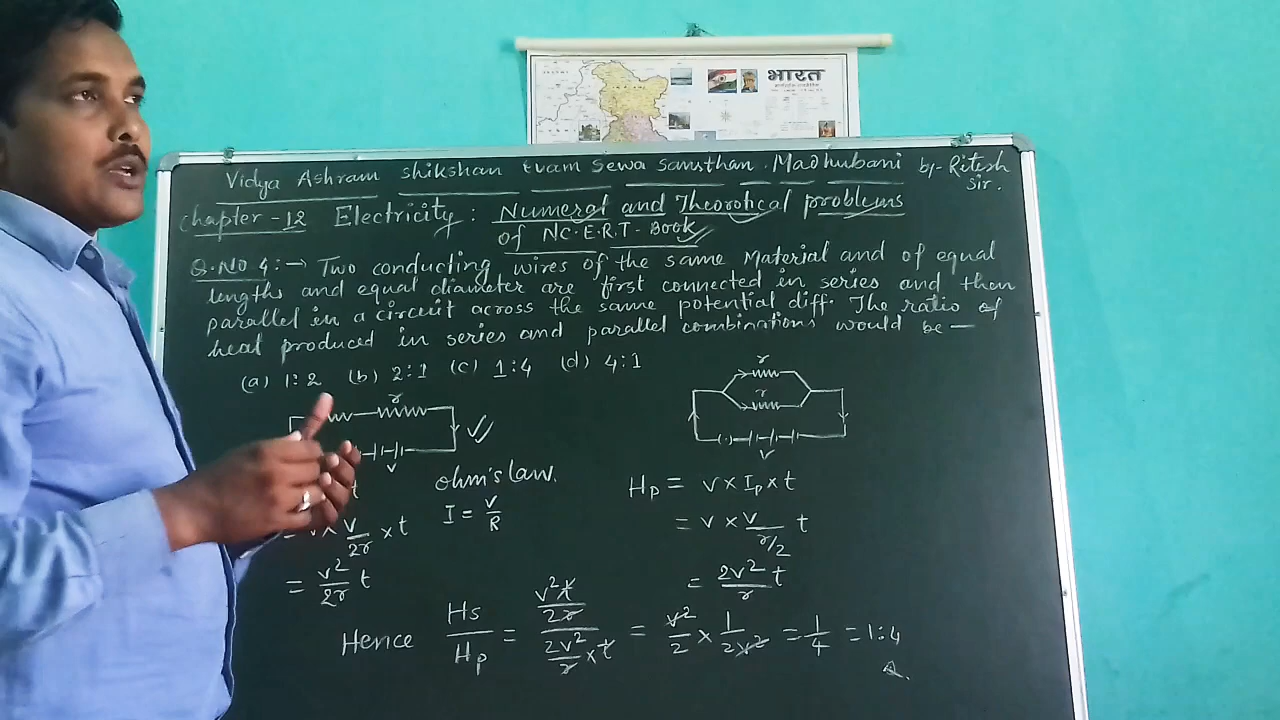 भारत
Vidya Ashram shikshan Evam Sewa Sansthan. Madhubani by- Ritesh Sir.
chapter-12 Electricity: Numeral and Theorotical problems
of N.C.E.R.T- Book
Q.No 4:→ Two conducting wires of the same Material and of equal
lengths and equal diameter are first connected in series and then
parallel in a circuit across the same potential diff. The ratio of
heat produced in series and parallel combinations would be —
(a) 1:2 (b) 2:1 (c) 1:4 (d) 4:1
r
V
r
r
V
t
ohm's law.
I = V/R
= V × V/2r × t
= V²/2r t
Hp = V × Ip × t
= V × V/r/2 t
= 2V²/r t
Hence Hs/Hp = V²t/2r / 2V²/r × t = V²/2 × 1/2V² = 1/4 = 1:4